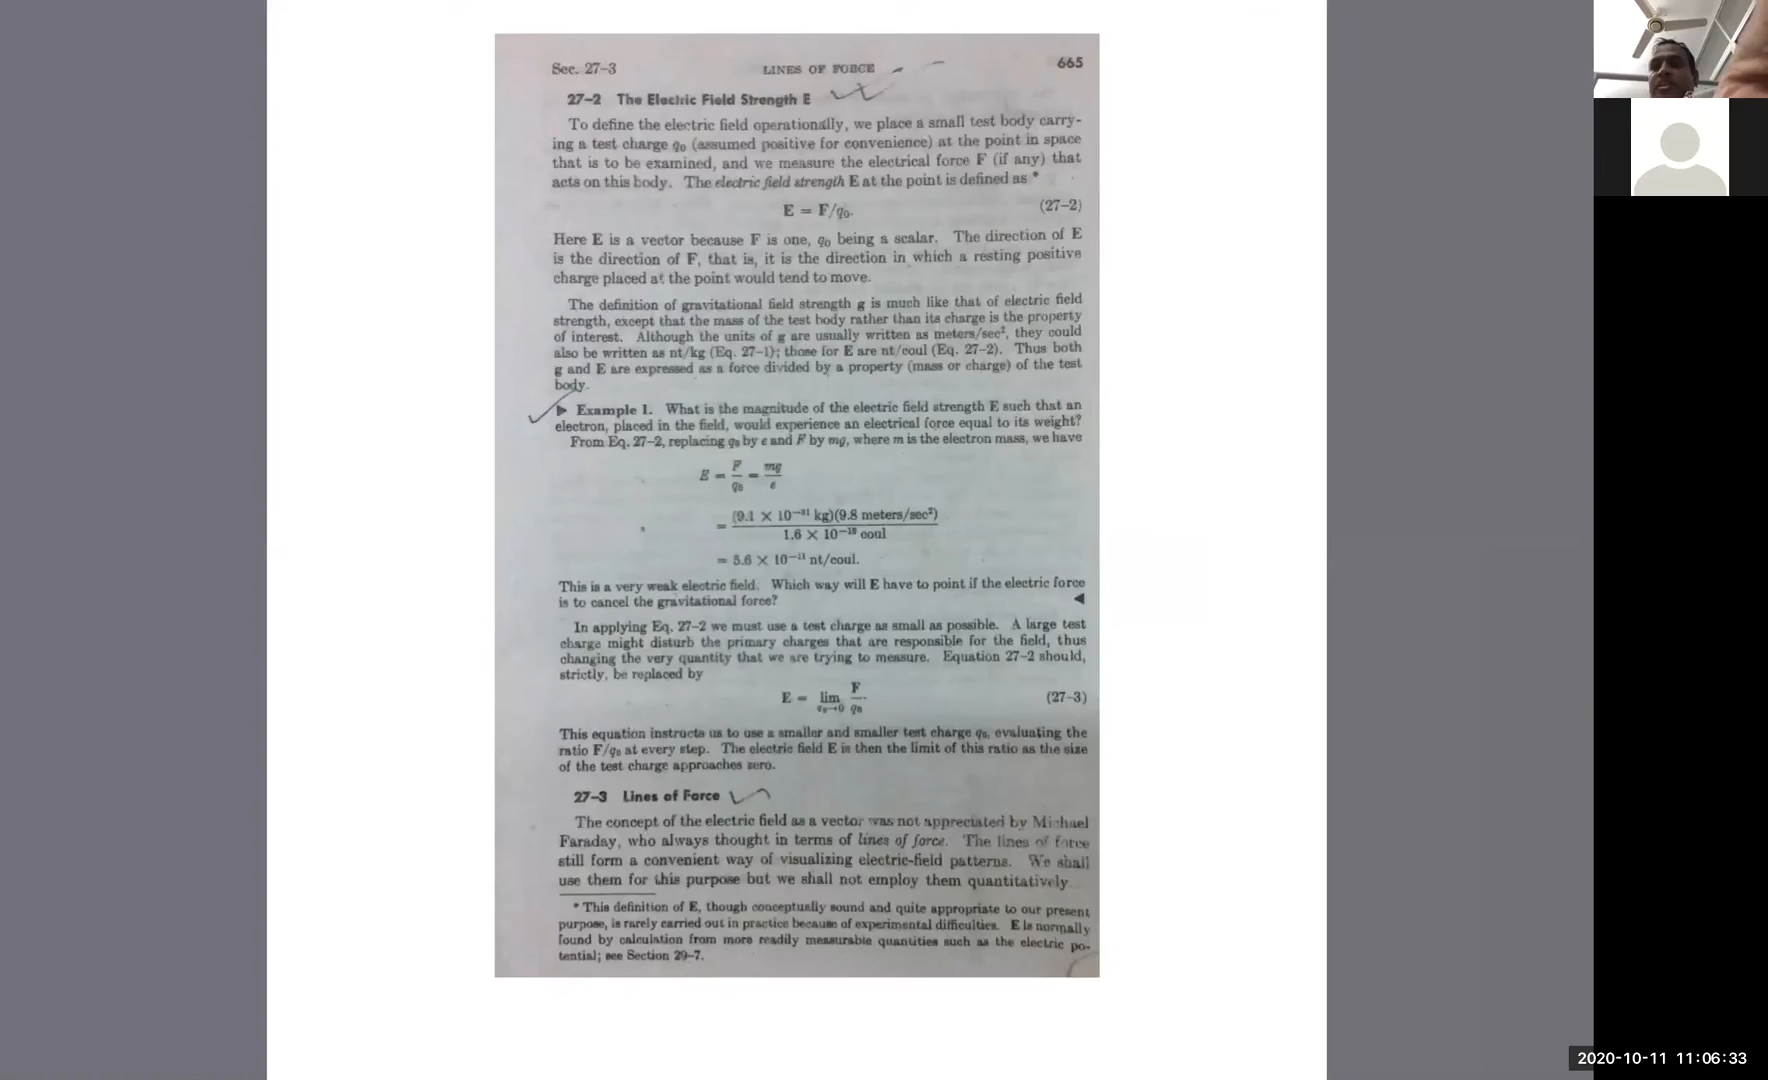 Sec. 27-3
LINES OF FORCE
665
27-2 The Electric Field Strength E
To define the electric field operationally, we place a small test body carry-
ing a test charge q₀ (assumed positive for convenience) at the point in space
that is to be examined, and we measure the electrical force F (if any) that
acts on this body. The electric field strength E at the point is defined as *
E = F/q₀. (27-2)
Here E is a vector because F is one, q₀ being a scalar. The direction of E
is the direction of F, that is, it is the direction in which a resting positive
charge placed at the point would tend to move.
The definition of gravitational field strength g is much like that of electric field
strength, except that the mass of the test body rather than its charge is the property
of interest. Although the units of g are usually written as meters/sec², they could
also be written as nt/kg (Eq. 27-1); those for E are nt/coul (Eq. 27-2). Thus both
g and E are expressed as a force divided by a property (mass or charge) of the test
body.
▶ Example 1. What is the magnitude of the electric field strength E such that an
electron, placed in the field, would experience an electrical force equal to its weight?
From Eq. 27-2, replacing q₀ by e and F by mg, where m is the electron mass, we have
E = F/q₀ = mg/e
= (9.1 × 10⁻³¹ kg)(9.8 meters/sec²)
1.6 × 10⁻¹⁹ coul
= 5.6 × 10⁻¹¹ nt/coul.
This is a very weak electric field. Which way will E have to point if the electric force
is to cancel the gravitational force? ◀
In applying Eq. 27-2 we must use a test charge as small as possible. A large test
charge might disturb the primary charges that are responsible for the field, thus
changing the very quantity that we are trying to measure. Equation 27-2 should,
strictly, be replaced by
E = lim F/q₀ (27-3)
q₀→0
This equation instructs us to use a smaller and smaller test charge q₀, evaluating the
ratio F/q₀ at every step. The electric field E is then the limit of this ratio as the size
of the test charge approaches zero.
27-3 Lines of Force
The concept of the electric field as a vector was not appreciated by Michael
Faraday, who always thought in terms of lines of force. The lines of force
still form a convenient way of visualizing electric-field patterns. We shall
use them for this purpose but we shall not employ them quantitatively.
* This definition of E, though conceptually sound and quite appropriate to our present
purpose, is rarely carried out in practice because of experimental difficulties. E is normally
found by calculation from more readily measurable quantities such as the electric po-
tential; see Section 29-7.
2020-10-11 11:06:33